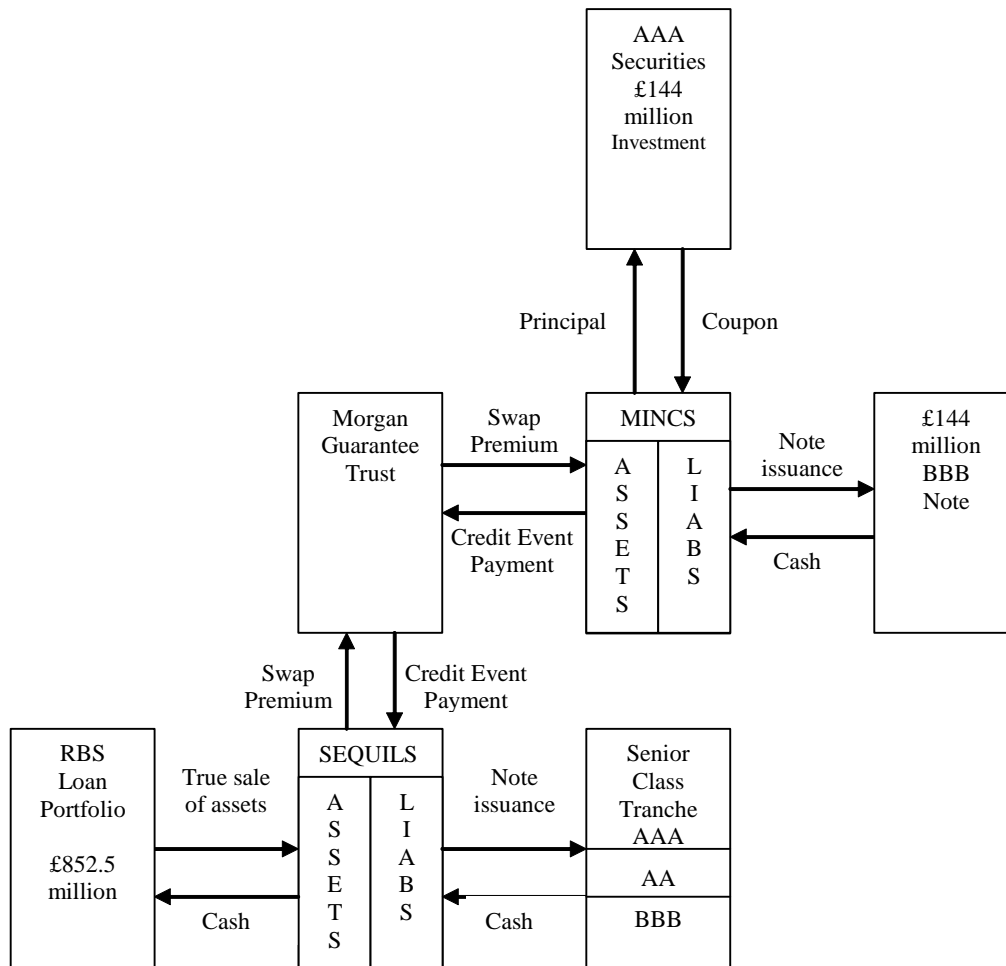 AAA
Securities
£144
million
Investment
Principal
Coupon
Morgan
Guarantee
Trust
Swap
Premium
Credit Event
Payment
MINCS
A
S
S
E
T
S
L
I
A
B
S
Note
issuance
Cash
£144
million
BBB
Note
Swap
Premium
Credit Event
Payment
RBS
Loan
Portfolio
£852.5
million
True sale
of assets
Cash
SEQUILS
A
S
S
E
T
S
L
I
A
B
S
Note
issuance
Cash
Senior
Class
Tranche
AAA
AA
BBB